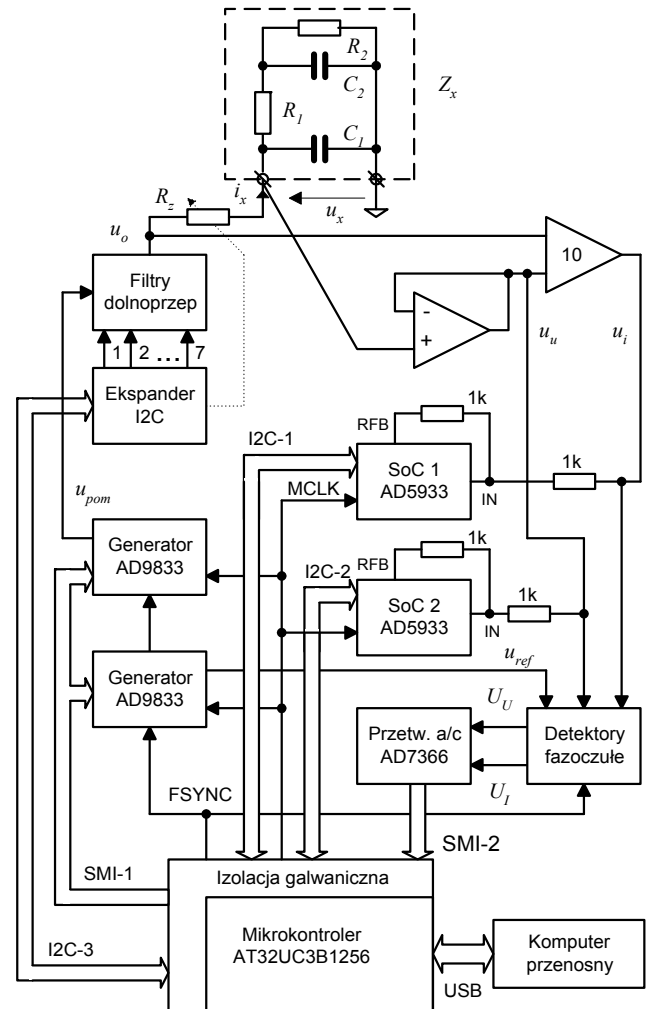 R2
C2
Zx
R1
C1
Rz
ix
ux
uo
10
Filtry
dolnoprzep
-
+
uu
ui
1 2 ... 7
Ekspander
I2C
1k
RFB
I2C-1
1k
SoC 1
AD5933
upom
MCLK
IN
1k
Generator
AD9833
I2C-2
RFB
1k
SoC 2
AD5933
IN
uref
Generator
AD9833
UU
Przetw. a/c
AD7366
Detektory
fazoczułe
FSYNC
UI
SMI-2
SMI-1
Izolacja galwaniczna
I2C-3
Mikrokontroler
AT32UC3B1256
Komputer
przenosny
USB